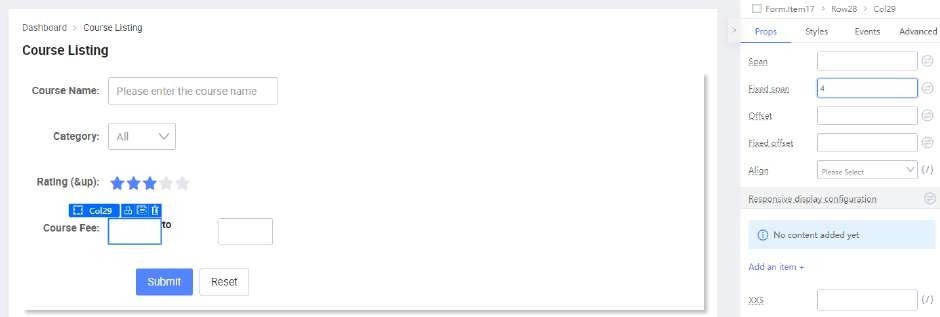 Dashboard > Course Listing
Course Listing
Course Name: Please enter the course name
Category: All
Rating (&up):
Col29
Course Fee: to
Submit Reset
Form.Item17 > Row28 > Col29
Props Styles Events Advanced
Span
Fixed span 4
Offset
Fixed offset
Align Please Select (/)
Responsive display configuration
No content added yet
Add an item +
XXS (/)